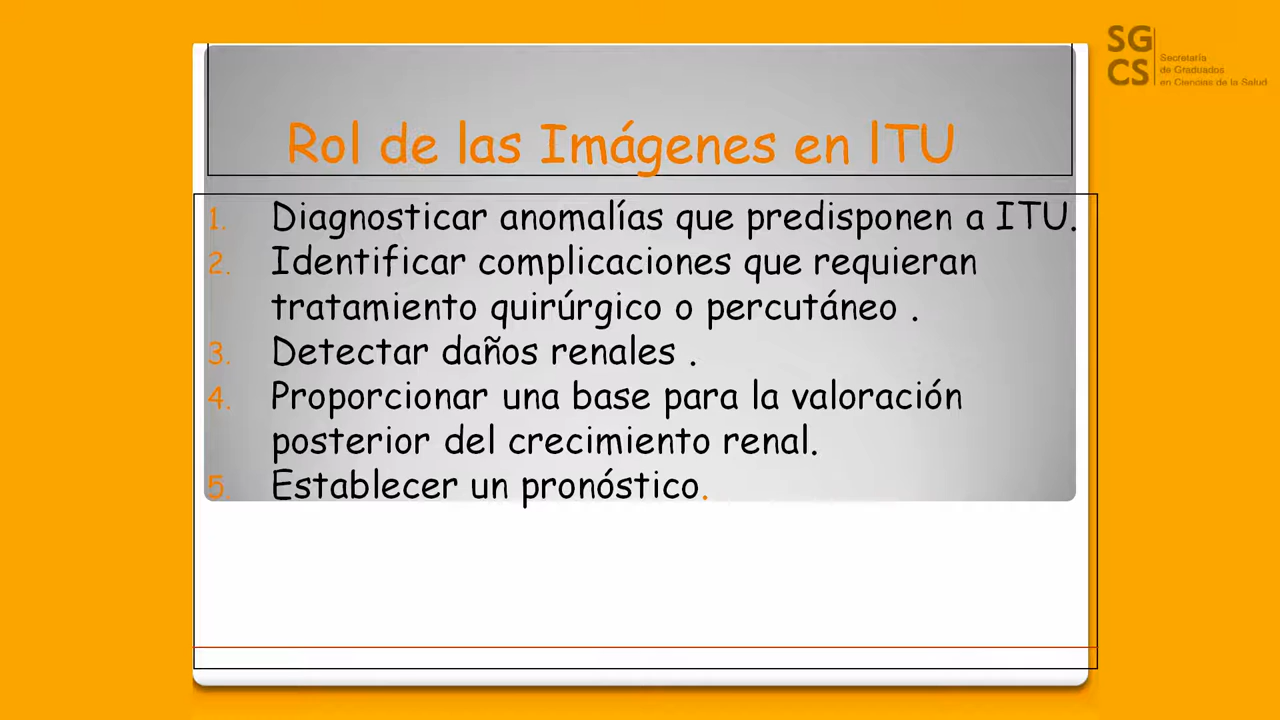 SG
CS
Secretaría
de Graduados
en Ciencias de la Salud
Rol de las Imágenes en lTU
1. Diagnosticar anomalías que predisponen a ITU.
2. Identificar complicaciones que requieran
tratamiento quirúrgico o percutáneo .
3. Detectar daños renales .
4. Proporcionar una base para la valoración
posterior del crecimiento renal.
5. Establecer un pronóstico.